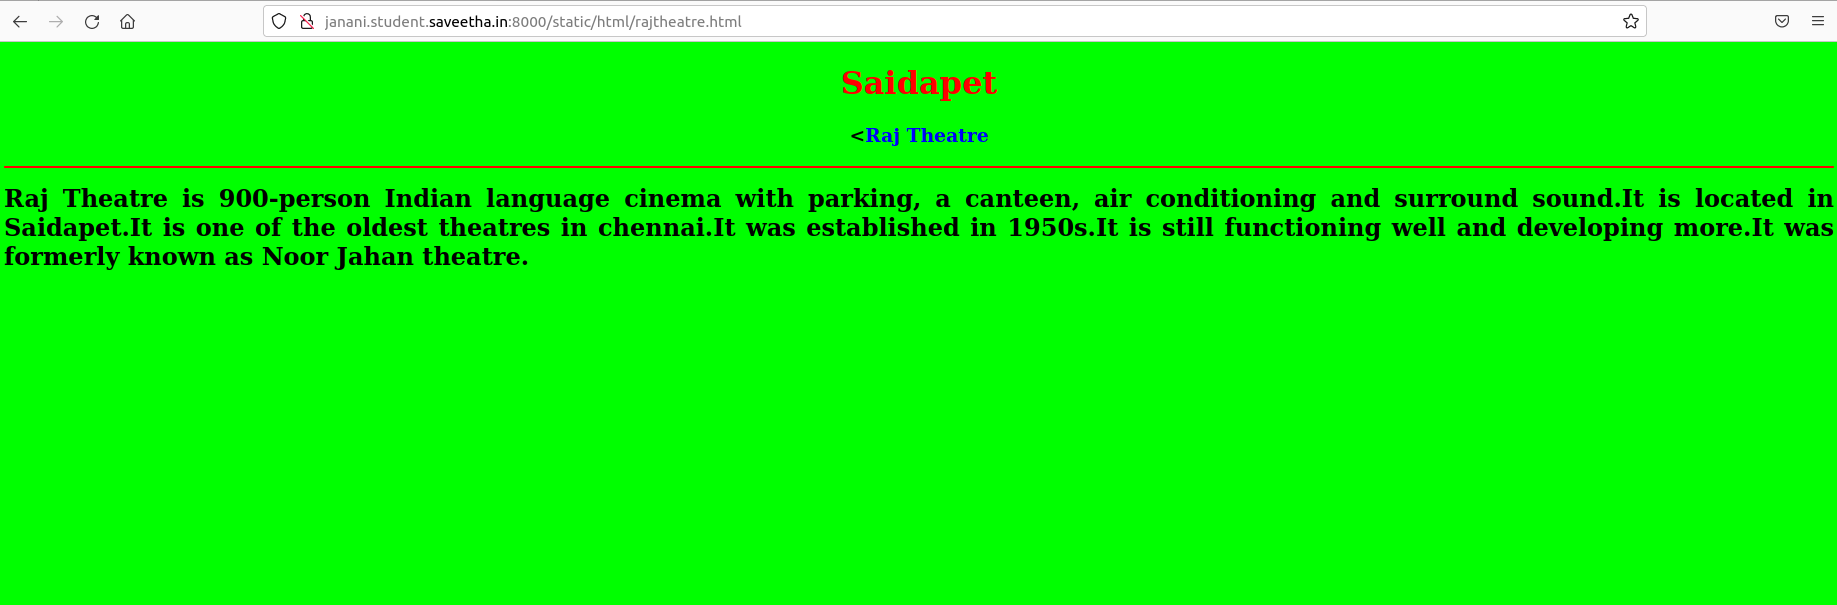 janani.student.saveetha.in:8000/static/html/rajtheatre.html
Saidapet
<Raj Theatre
Raj Theatre is 900-person Indian language cinema with parking, a canteen, air conditioning and surround sound.It is located in
Saidapet.It is one of the oldest theatres in chennai.It was established in 1950s.It is still functioning well and developing more.It was
formerly known as Noor Jahan theatre.